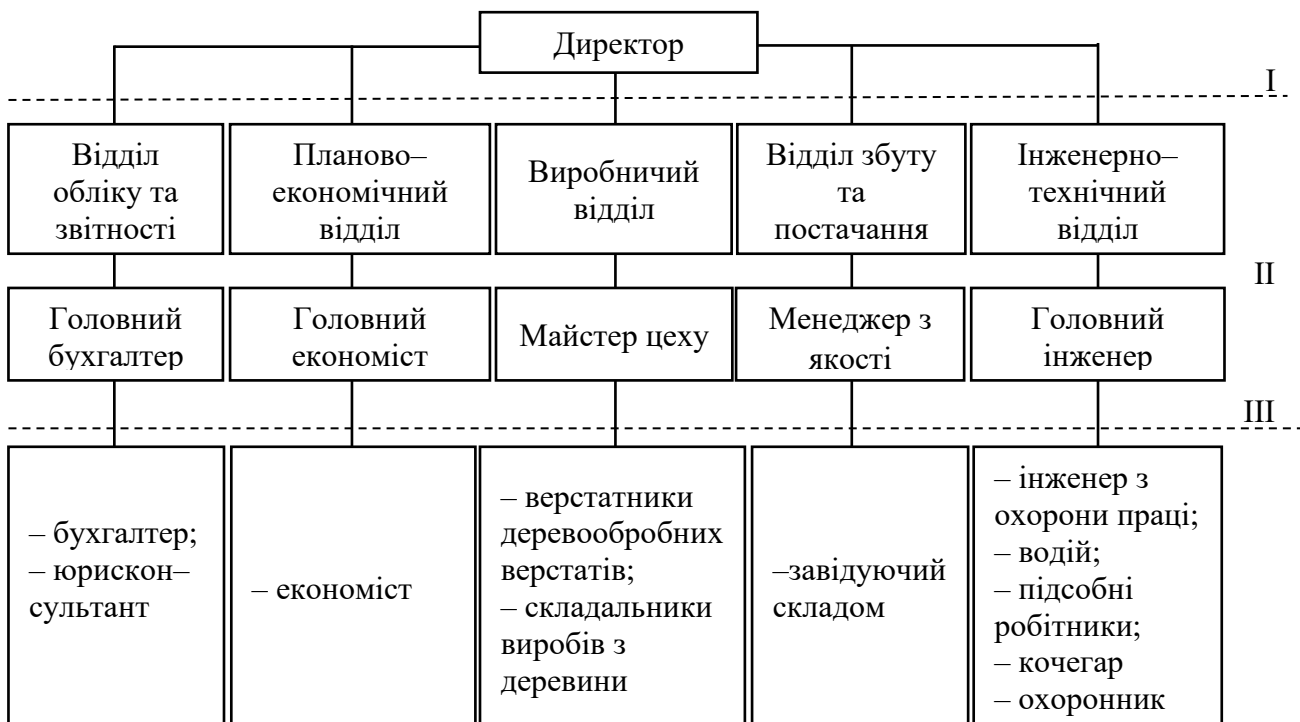 Директор
I
Відділ
обліку та
звітності
Планово–
економічний
відділ
Виробничий
відділ
Відділ збуту
та
постачання
Інженерно–
технічний
відділ
II
Головний
бухгалтер
Головний
економіст
Майстер цеху
Менеджер з
якості
Головний
інженер
III
– бухгалтер;
– юрискон–
сультант
– економіст
– верстатники
деревообробних
верстатів;
– складальники
виробів з
деревини
–завідуючий
складом
– інженер з
охорони праці;
– водій;
– підсобні
робітники;
– кочегар
– охоронник